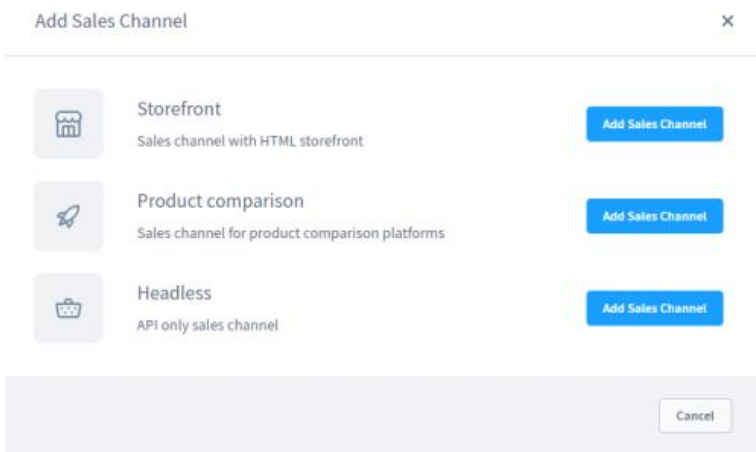 Add Sales Channel
Storefront
Sales channel with HTML storefront
Add Sales Channel
Product comparison
Sales channel for product comparison platforms
Add Sales Channel
Headless
API only sales channel
Add Sales Channel
Cancel